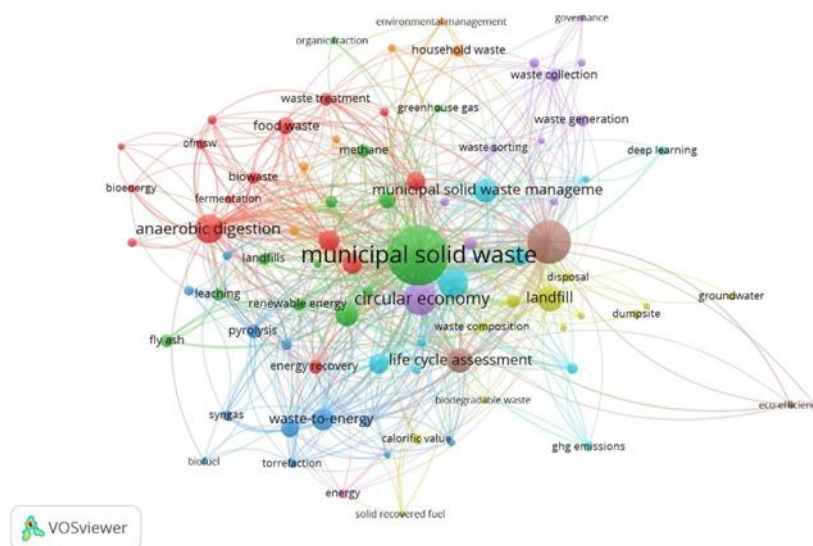 environmental management
governance
organic fraction
household waste
waste collection
waste treatment
greenhouse gas
food waste
waste generation
ofmsw
methane
waste sorting
deep learning
biowaste
bioenergy
municipal solid waste manageme
fermentation
anaerobic digestion
municipal solid waste
landfills
disposal
leaching
circular economy
landfill
groundwater
renewable energy
dumpsite
pyrolysis
waste composition
fly ash
energy recovery
life cycle assessment
biodegradable waste
eco-efficien
syngas
waste-to-energy
calorific value
ghg emissions
biofuel
torrefaction
energy
solid recovered fuel
VOSviewer